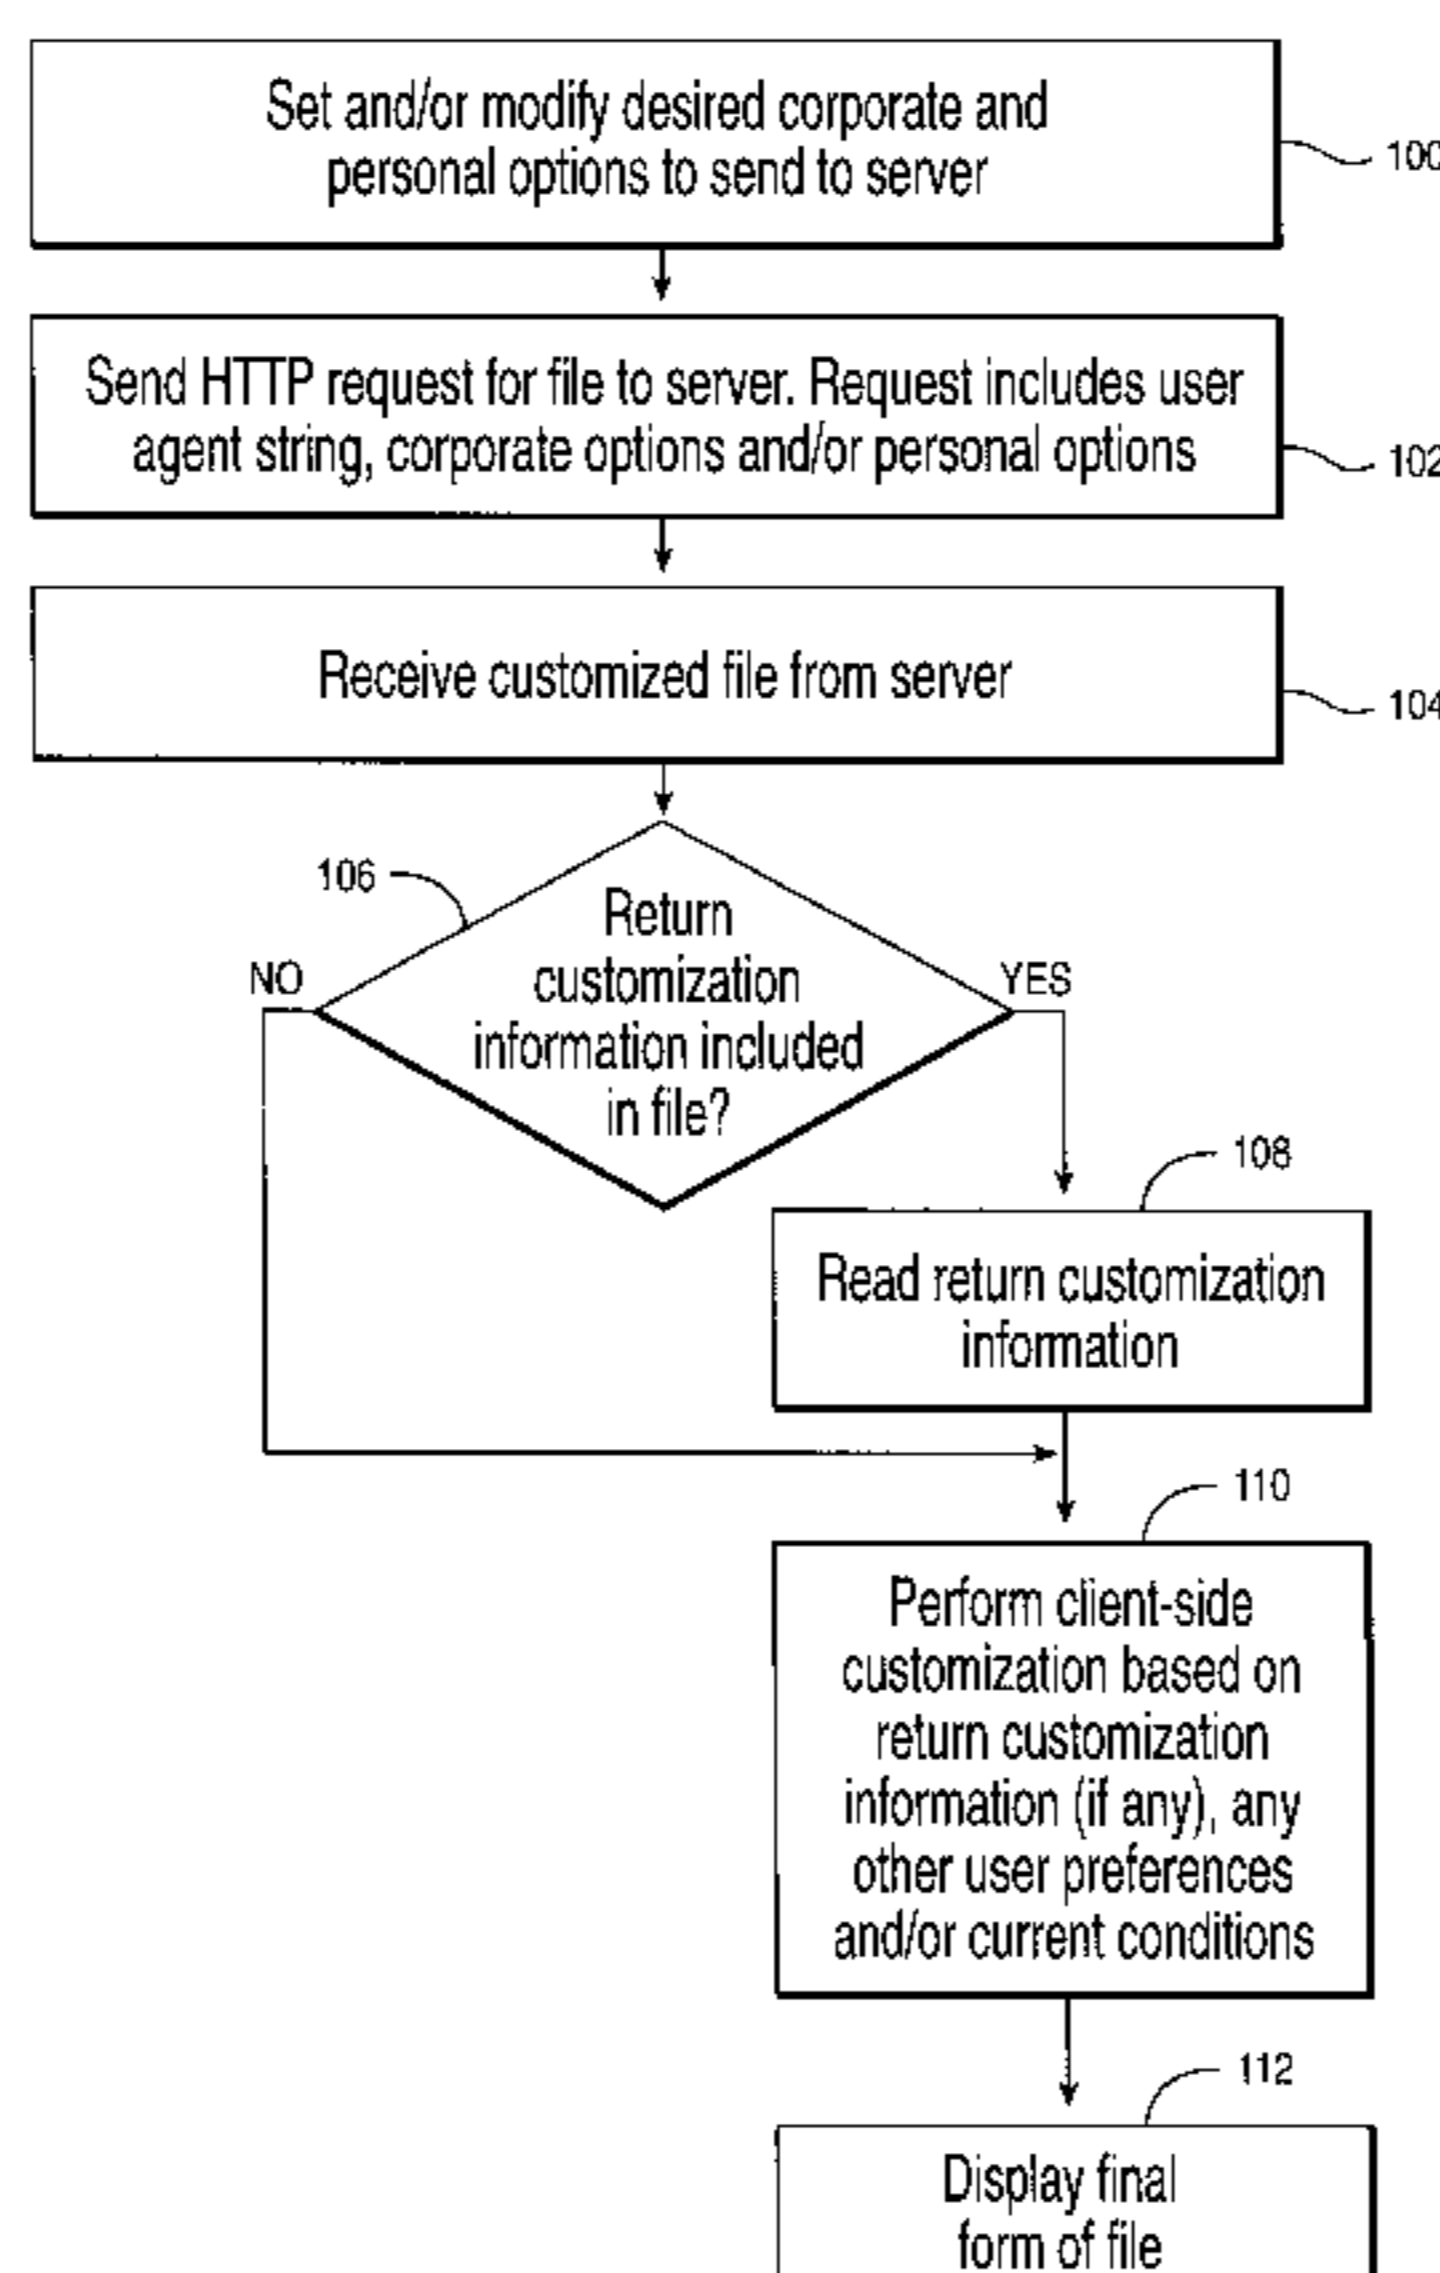 Set and/or modify desired corporate and
personal options to send to server
100
Send HTTP request for file to server. Request includes user
agent string, corporate options and/or personal options
102
Receive customized file from server
104
106
Return
customization
information included
in file?
NO
YES
108
Read return customization
information
110
Perform client-side
customization based on
return customization
information (if any), any
other user preferences
and/or current conditions
112
Display final
form of file